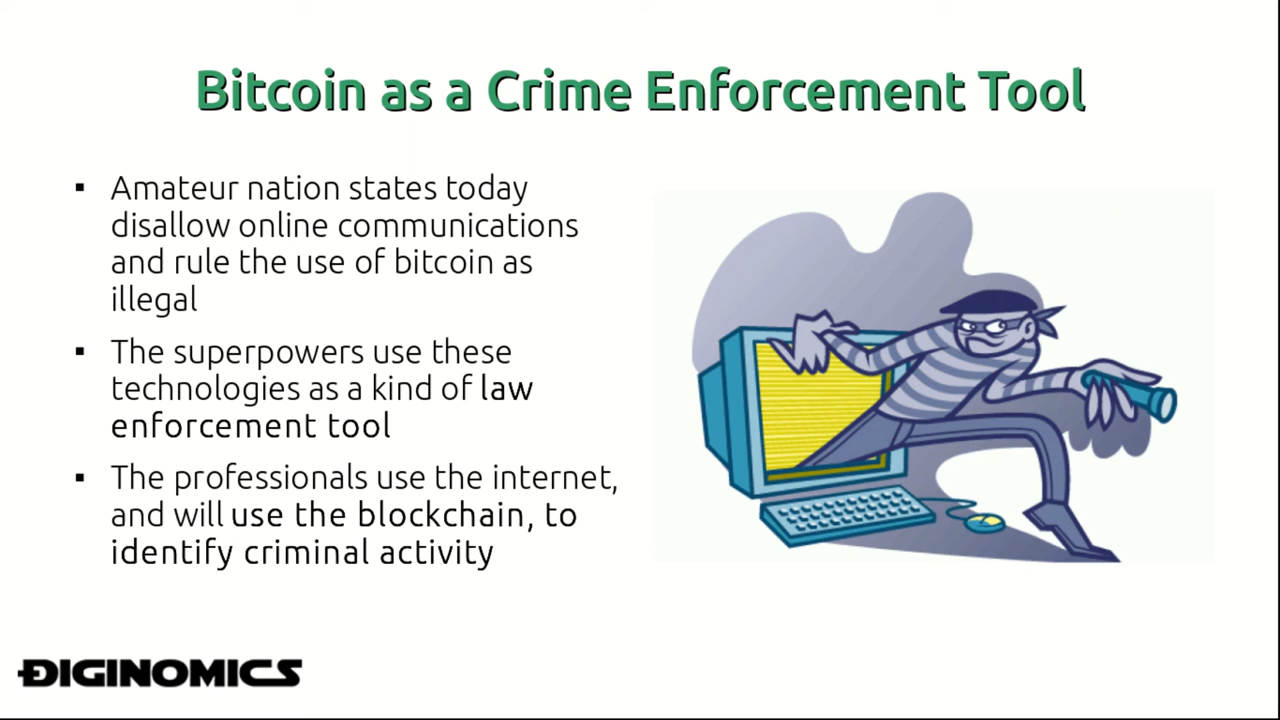 Bitcoin as a Crime Enforcement Tool
▪ Amateur nation states today
disallow online communications
and rule the use of bitcoin as
illegal
▪ The superpowers use these
technologies as a kind of law
enforcement tool
▪ The professionals use the internet,
and will use the blockchain, to
identify criminal activity
ĐIGINOMICS